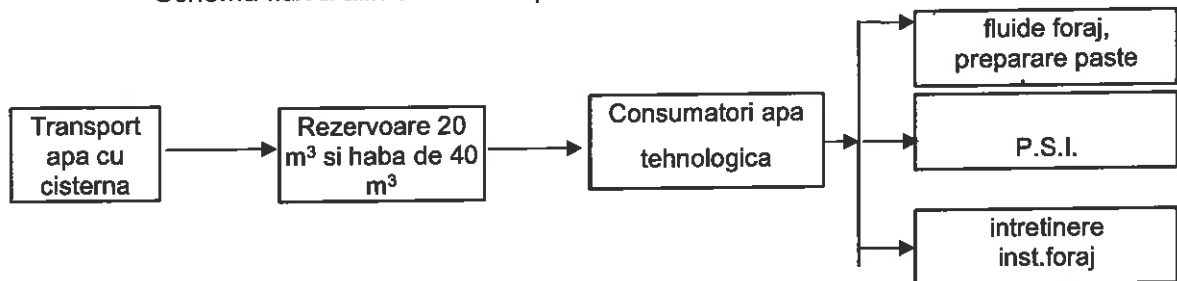 Transport
apa cu
cisterna
Rezervoare 20
m³ si haba de 40
m³
Consumatori apa
tehnologica
fluide foraj,
preparare paste
P.S.I.
intretinere
inst.foraj